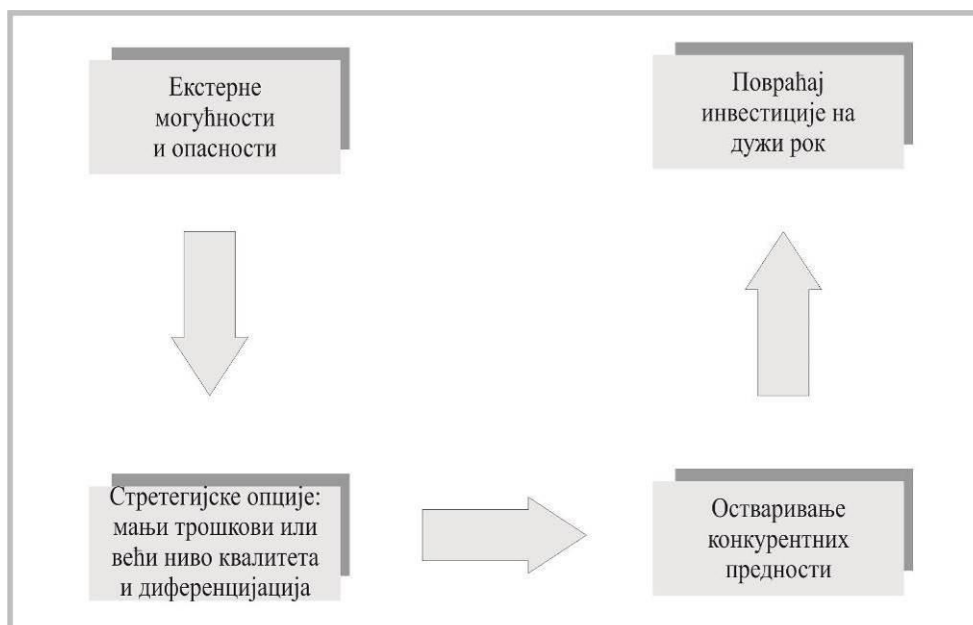 Екстерне
могућности
и опасности
Повраћај
инвестиције на
дужи рок
Стретегијске опције:
мањи трошкови или
већи ниво квалитета
и диференцијација
Остваривање
конкурентних
предности